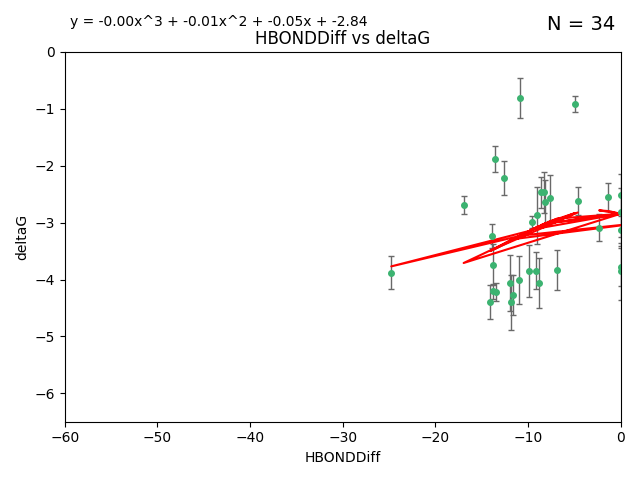 y = -0.00x^3 + -0.01x^2 + -0.05x + -2.84
N = 34
HBONDDiff vs deltaG
0
−1
−2
−3
−4
−5
−6
deltaG
−60 −50 −40 −30 −20 −10 0
HBONDDiff